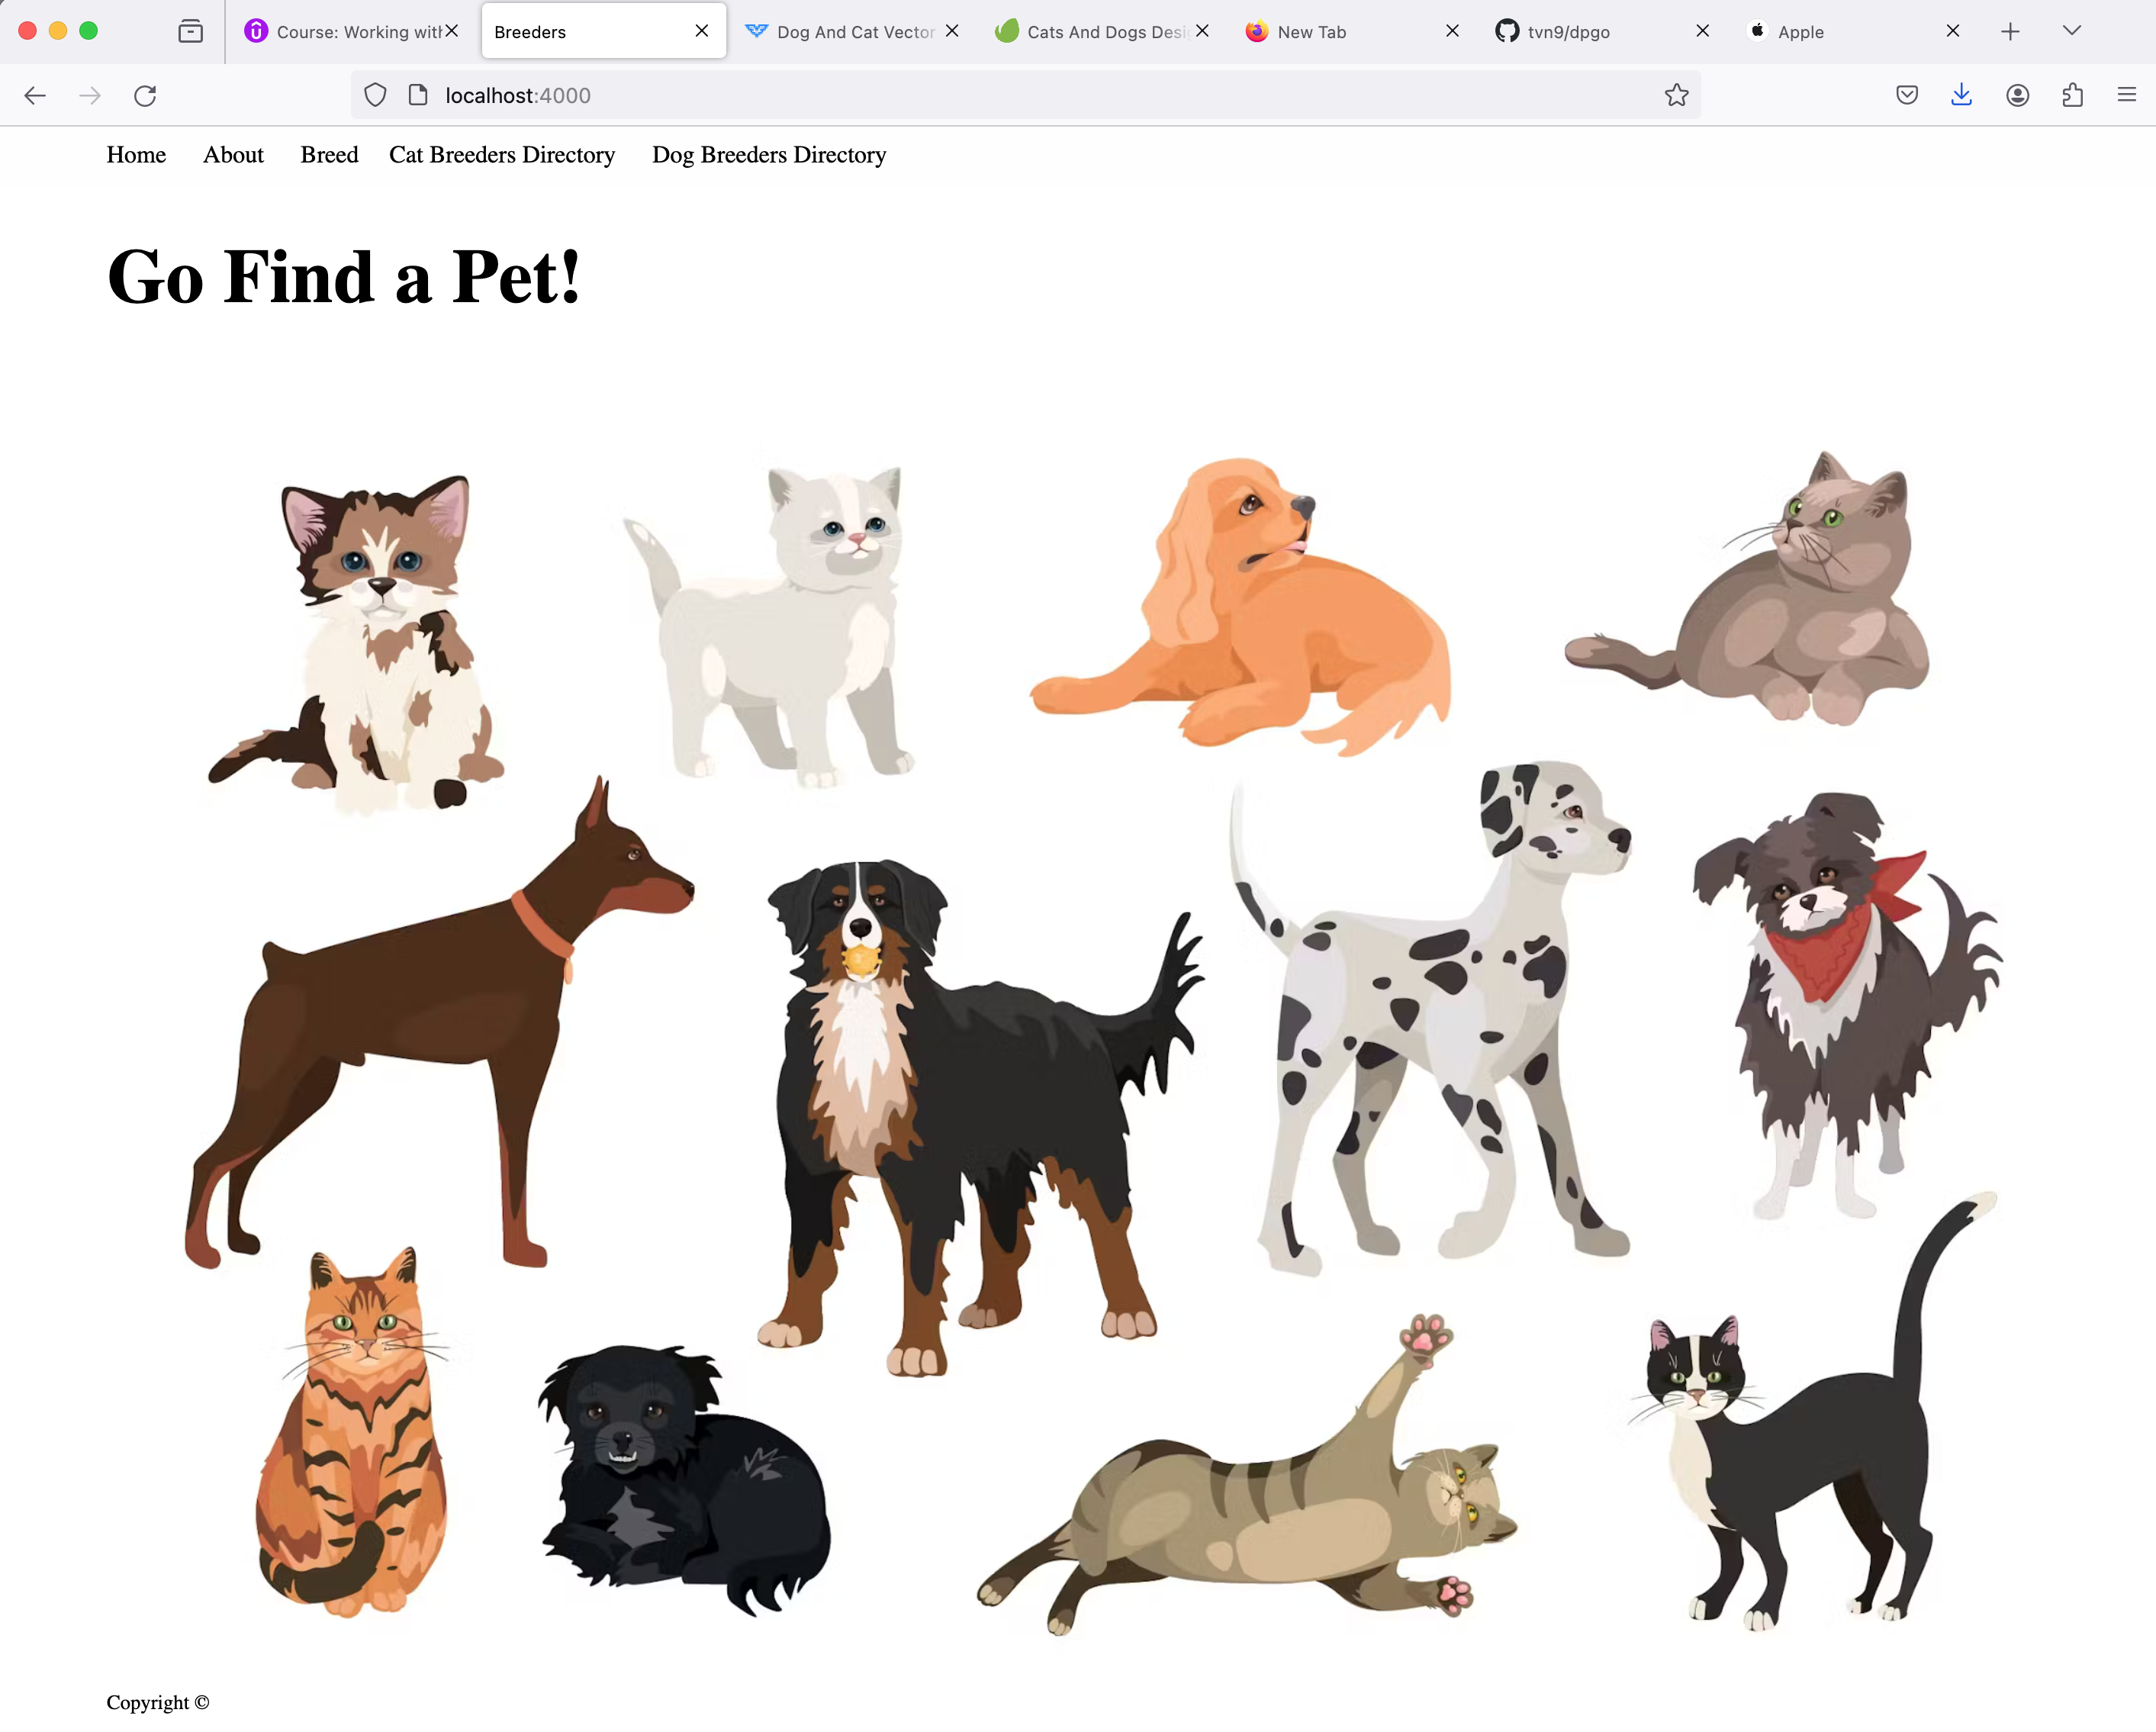 Course: Working with
Breeders
Dog And Cat Vector
Cats And Dogs Desi
New Tab
tvn9/dpgo
Apple
localhost:4000
Home
About
Breed
Cat Breeders Directory
Dog Breeders Directory
Go Find a Pet!
Copyright ©